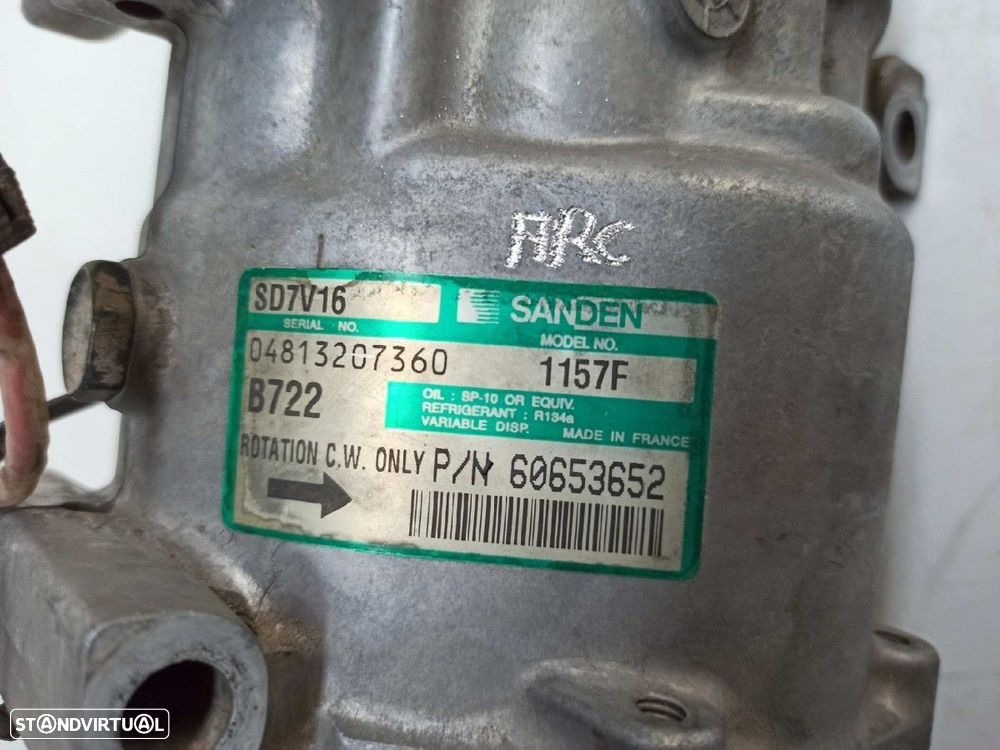 ARC
SD7V16
SANDEN
SERIAL NO.
MODEL NO.
04813207360
1157F
B722
OIL : SP-10 OR EQUIV.
REFRIGERANT : R134a
VARIABLE DISP. MADE IN FRANCE
ROTATION C.W. ONLY P/N 60653652
STANDVIRTUAL